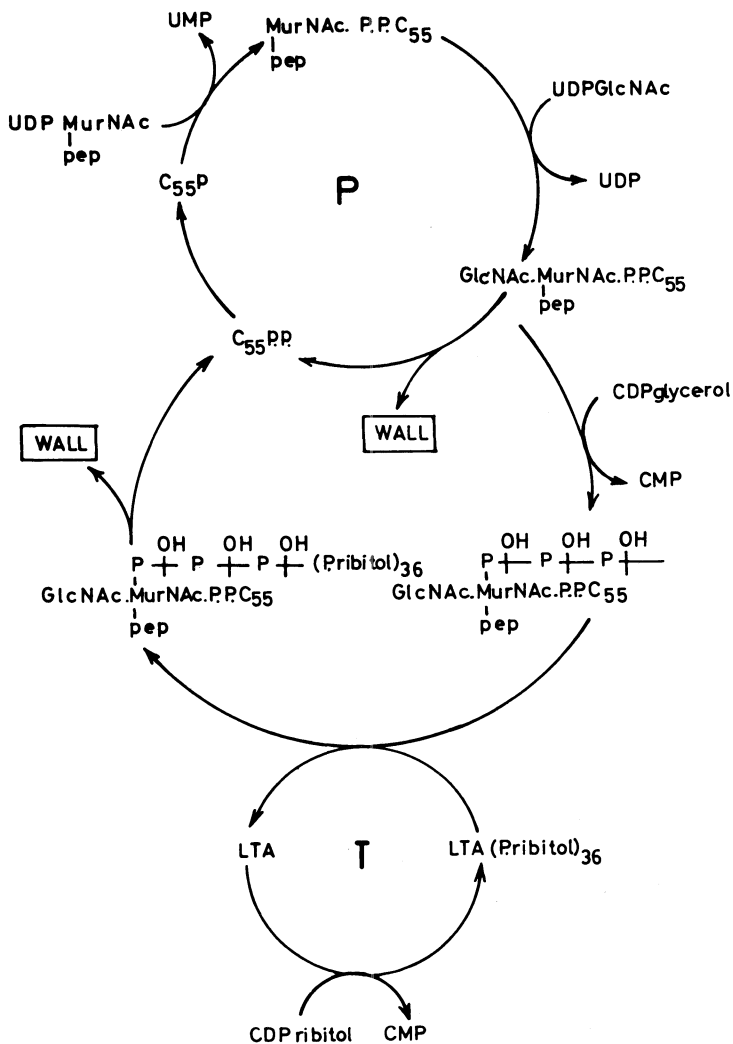 UMP
MurNAc. P.P.C55
pep
UDPGlcNAc
UDP MurNAc
pep
C55P
P
UDP
GlcNAc.MurNAc.P.P.C55
pep
C55P.P.
CDPglycerol
WALL
WALL
CMP
OH OH OH
P P P (P.ribitol)36
GlcNAc.MurNAc.P.P.C55
pep
OH OH OH
P P P
GlcNAc.MurNAc.P.P.C55
pep
LTA
T
LTA (P.ribitol)36
CDPribitol
CMP